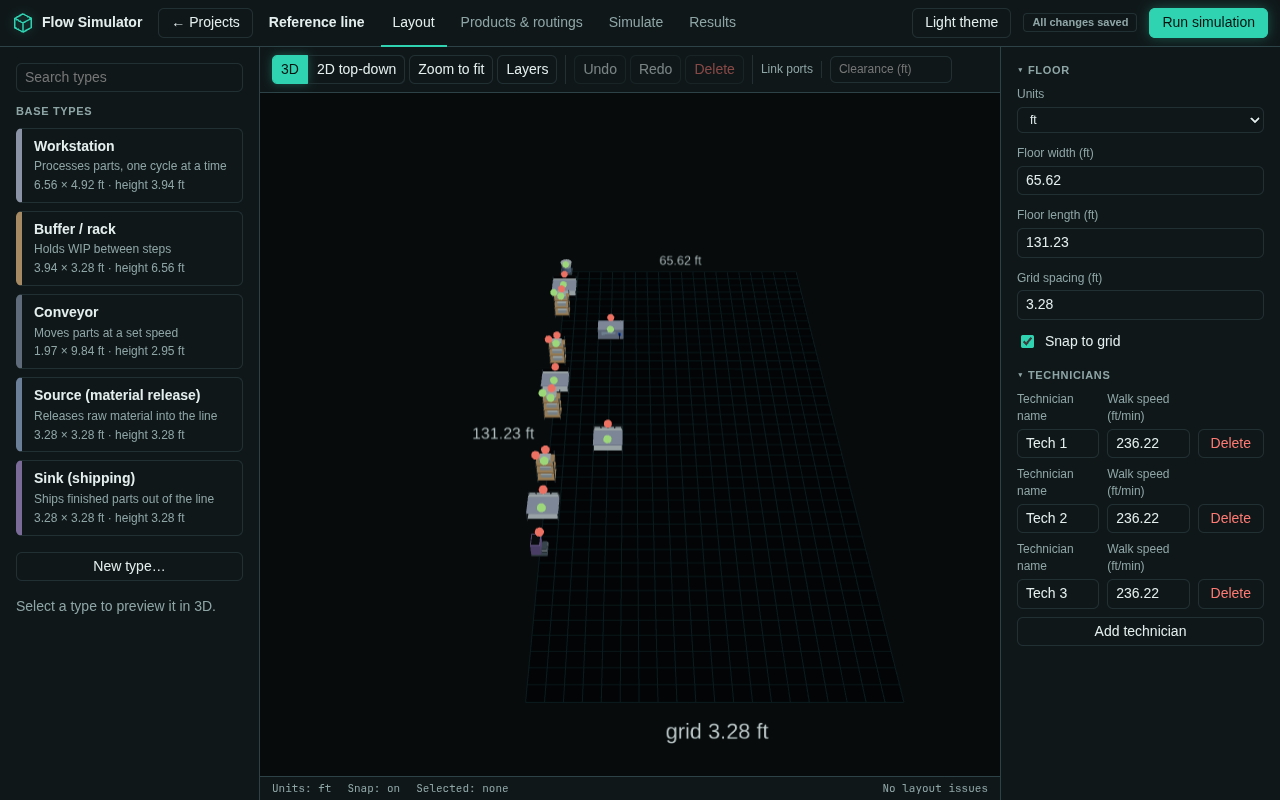 Flow Simulator
← Projects
Reference line
Layout
Products & routings
Simulate
Results
Light theme
All changes saved
Run simulation
Search types
BASE TYPES
Workstation
Processes parts, one cycle at a time
6.56 × 4.92 ft · height 3.94 ft
Buffer / rack
Holds WIP between steps
3.94 × 3.28 ft · height 6.56 ft
Conveyor
Moves parts at a set speed
1.97 × 9.84 ft · height 2.95 ft
Source (material release)
Releases raw material into the line
3.28 × 3.28 ft · height 3.28 ft
Sink (shipping)
Ships finished parts out of the line
3.28 × 3.28 ft · height 3.28 ft
New type…
Select a type to preview it in 3D.
3D
2D top-down
Zoom to fit
Layers
Undo
Redo
Delete
Link ports
Clearance (ft)
65.62 ft
131.23 ft
grid 3.28 ft
Units: ft
Snap: on
Selected: none
No layout issues
FLOOR
Units
ft
Floor width (ft)
65.62
Floor length (ft)
131.23
Grid spacing (ft)
3.28
Snap to grid
TECHNICIANS
Technician name
Walk speed (ft/min)
Tech 1
236.22
Delete
Technician name
Walk speed (ft/min)
Tech 2
236.22
Delete
Technician name
Walk speed (ft/min)
Tech 3
236.22
Delete
Add technician